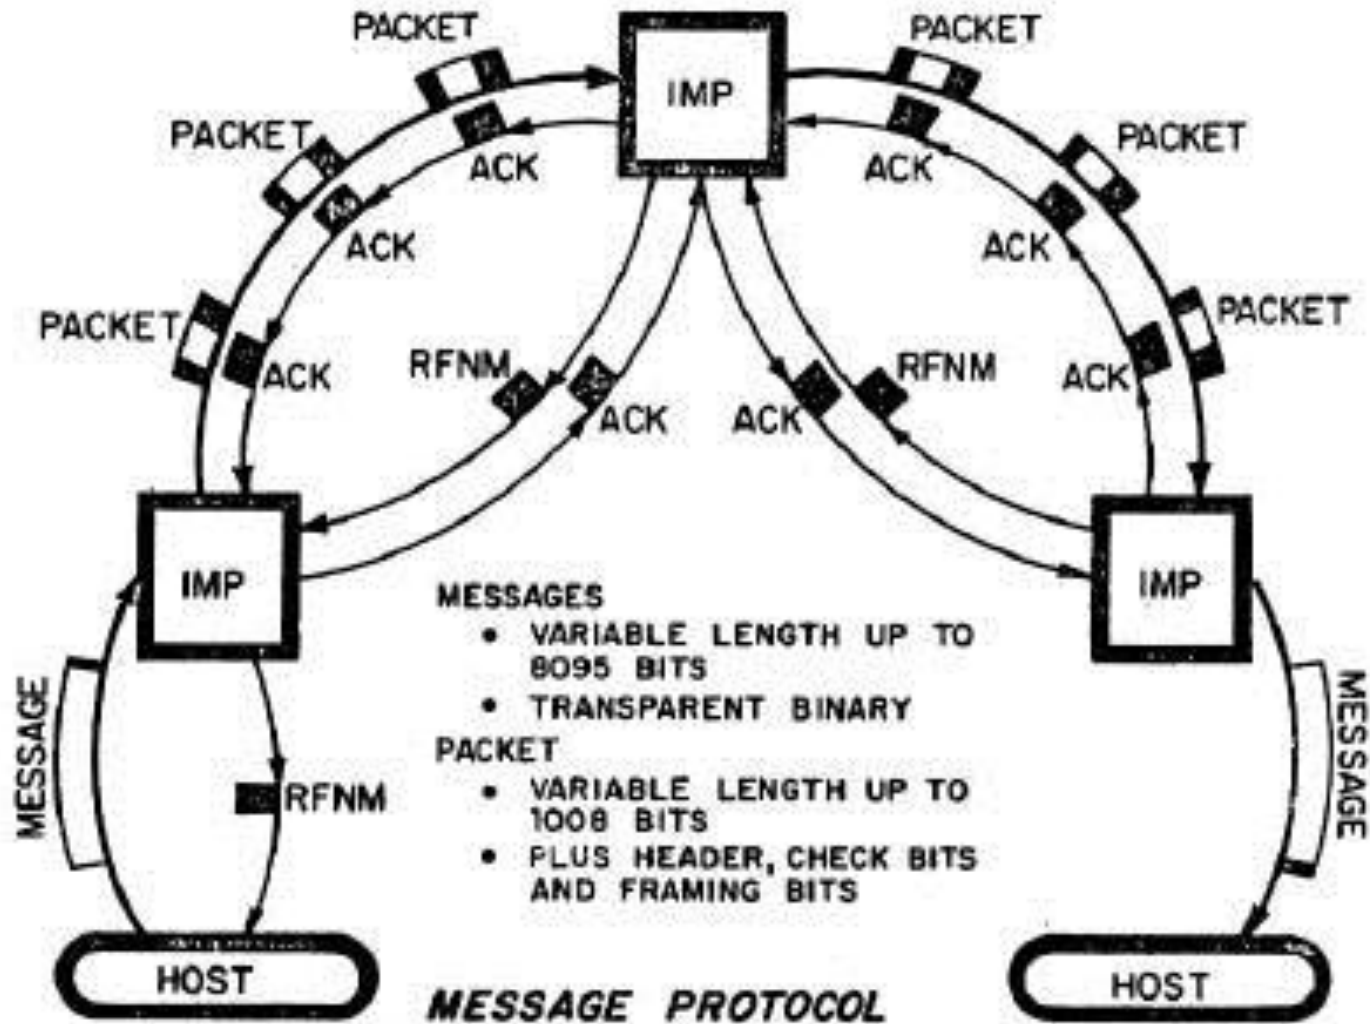 PACKET
PACKET
IMP
PACKET
PACKET
ACK
ACK
PACKET
ACK
ACK
PACKET
PACKET
ACK
RFNM
ACK
ACK
RFNM
ACK
IMP
IMP
MESSAGES
• VARIABLE LENGTH UP TO
8095 BITS
• TRANSPARENT BINARY
PACKET
• VARIABLE LENGTH UP TO
1008 BITS
• PLUS HEADER, CHECK BITS
AND FRAMING BITS
MESSAGE
RFNM
MESSAGE
HOST
HOST
MESSAGE PROTOCOL